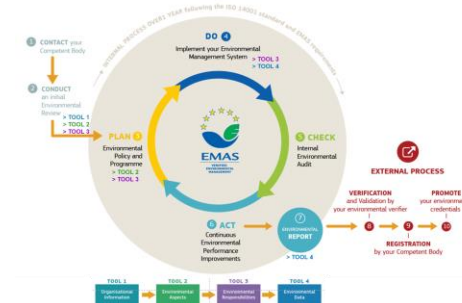 INTERNAL PROCESS OVER 1 YEAR following the ISO 14001 standard and EMAS requirements
1 CONTACT your
Competent Body
2 CONDUCT
an initial
Environmental
Review
> TOOL 1
> TOOL 2
> TOOL 3
DO 4
Implement your Environmental
Management System
> TOOL 3
> TOOL 4
PLAN 3
Environmental
Policy and
Programme
> TOOL 2
> TOOL 3
EMAS
5 CHECK
Internal
Environmental
Audit
6 ACT
Continuous
Environmental
Performance
Improvements
7
ENVIRONMENTAL
REPORT
> TOOL 4
EXTERNAL PROCESS
VERIFICATION
and Validation by
your environmental verifier
PROMOTE
your environme
credentials
8 9 10
REGISTRATION
by your Competent Body
TOOL 1
Organisational
Information
TOOL 2
Environmental
Aspects
TOOL 3
Environmental
Responsibilities
TOOL 4
Environmental
Data